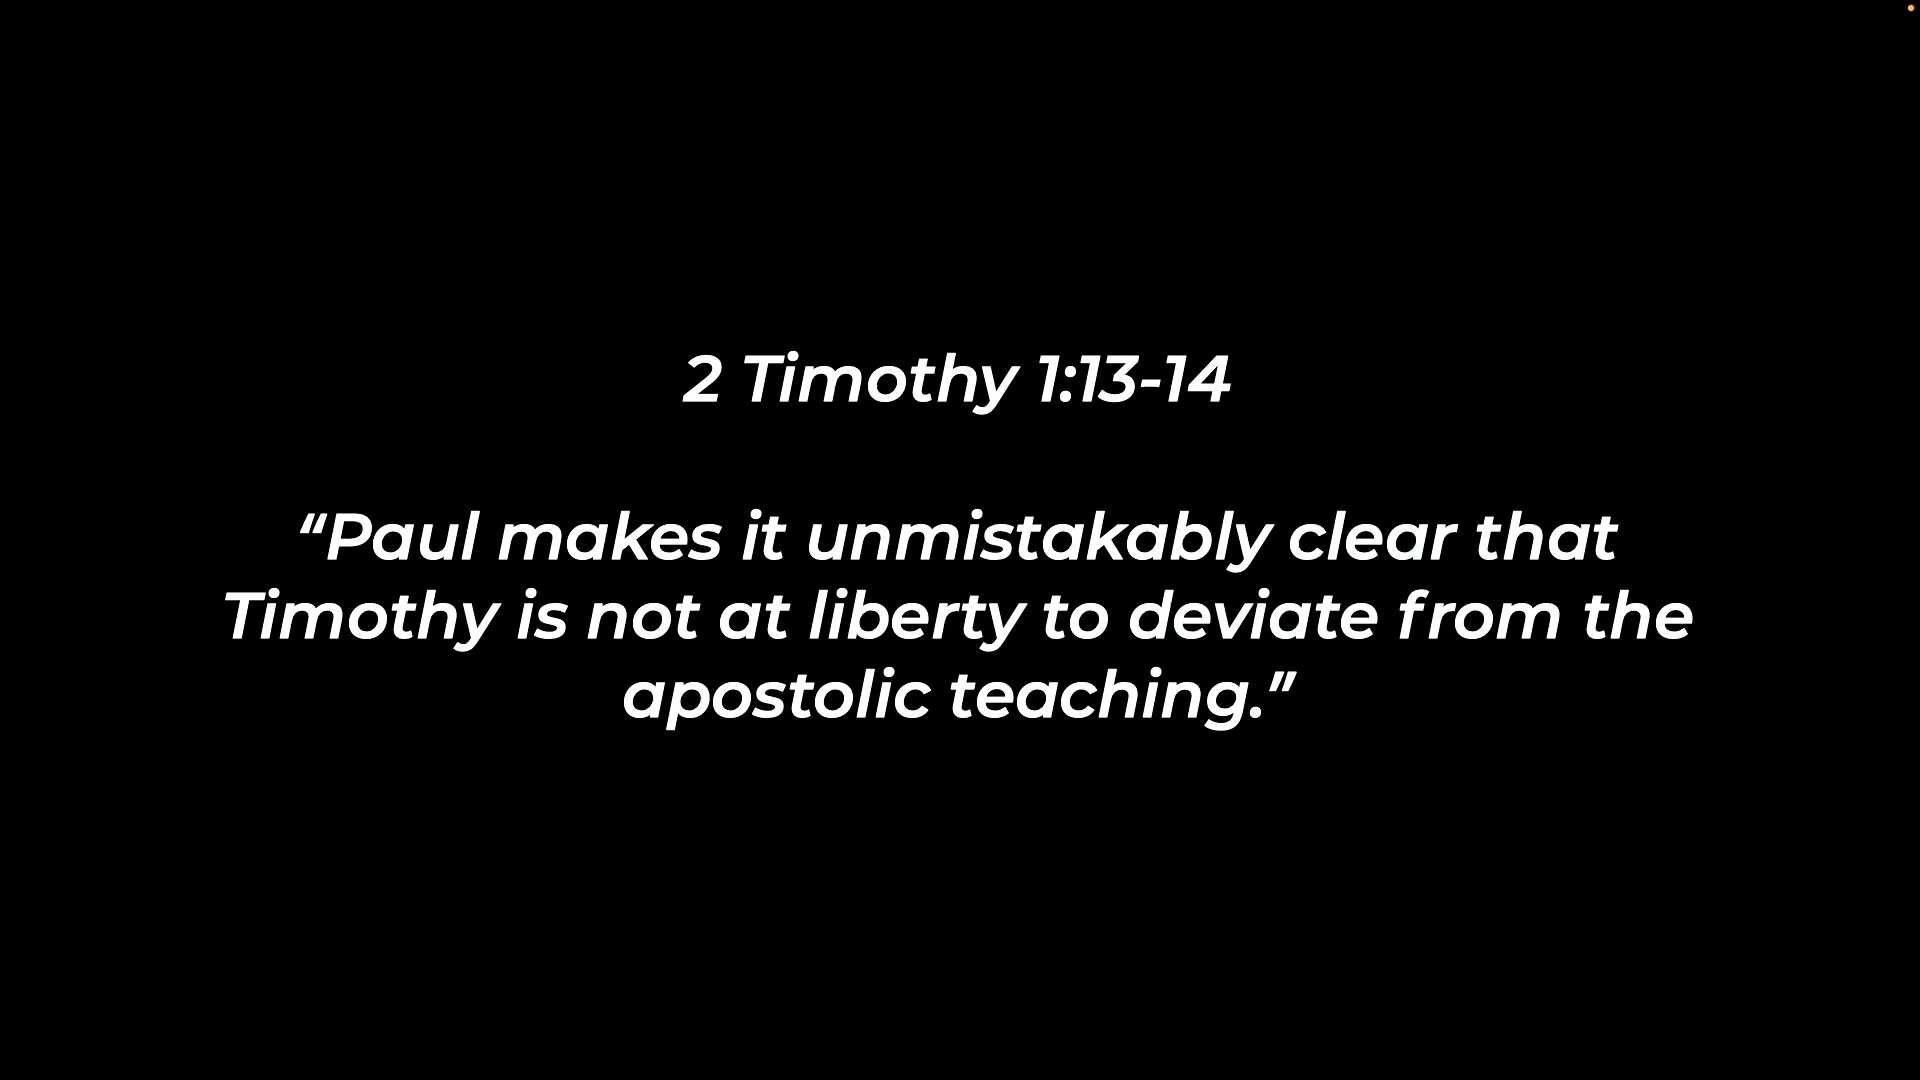 2 Timothy 1:13-14
“Paul makes it unmistakably clear that
Timothy is not at liberty to deviate from the
apostolic teaching.”